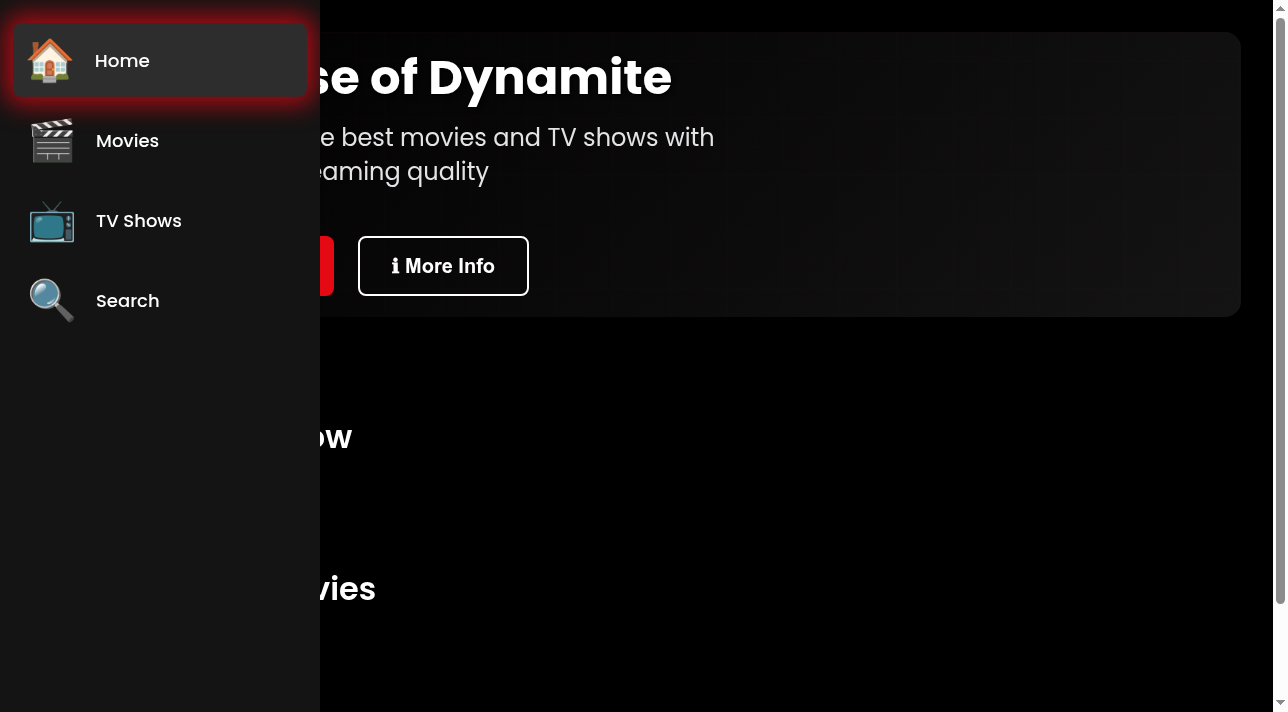 Home
Movies
TV Shows
Search
se of Dynamite
e best movies and TV shows with
eaming quality
ℹ More Info
ow
vies